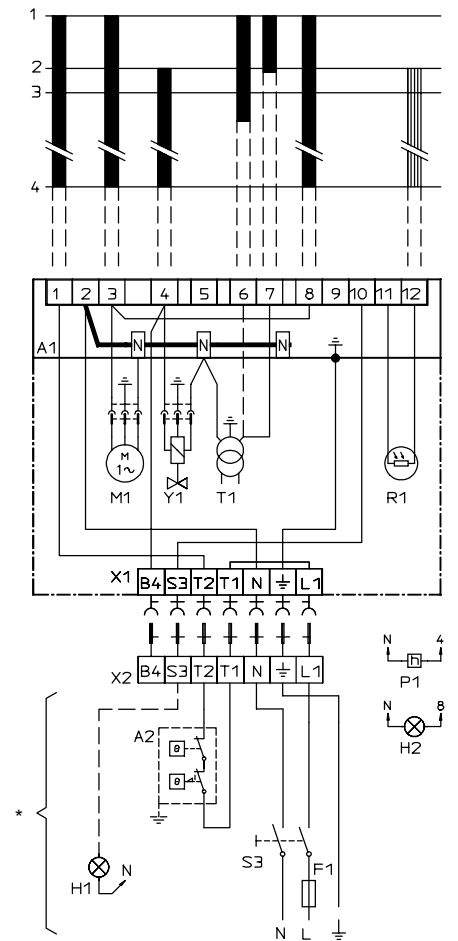 1
2
3
4
1 2 3 4 5 6 7 8 9 10 11 12
A1
N N N
M
1~
M1 Y1 T1 R1
X1 B4 S3 T2 T1 N L1
X2 B4 S3 T2 T1 N L1
N 4
P1
N 8
H2
A2
θ
θ
*
S3 F1
H1 N
N L